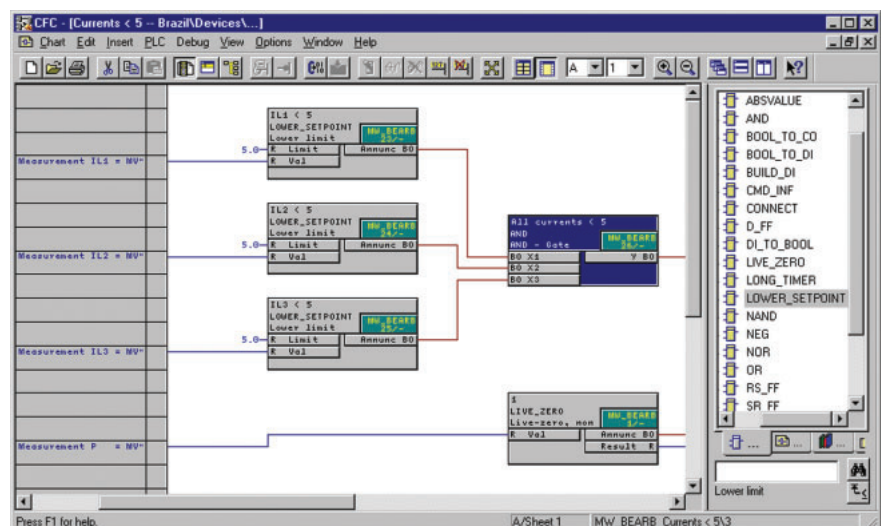 CFC - [Currents < 5 -- Brazil\Devices\...]
Chart Edit Insert PLC Debug View Options Window Help
A 1
IL1 < 5
LOWER_SETPOINT
Lower limit
MW_BEARB
23/-
5.0 R Limit Annunc BO
R Val
Measurement IL1 = MV"
IL2 < 5
LOWER_SETPOINT
Lower limit
MW_BEARB
24/-
5.0 R Limit Annunc BO
R Val
Measurement IL2 = MV"
IL3 < 5
LOWER_SETPOINT
Lower limit
MW_BEARB
25/-
5.0 R Limit Annunc BO
R Val
Measurement IL3 = MV"
All currents < 5
AND
AND - Gate
MW_BEARB
26/-
BO X1 Y BO
BO X2
BO X3
1
LIVE_ZERO
Live-zero, mon
MW_BEARB
1/-
R Val Annunc BO
Result R
Measurement P = MV"
ABSVALUE
AND
BOOL_TO_CO
BOOL_TO_DI
BUILD_DI
CMD_INF
CONNECT
D_FF
DI_TO_BOOL
LIVE_ZERO
LONG_TIMER
LOWER_SETPOINT
NAND
NEG
NOR
OR
RS_FF
SR_FF
... ... ...
Lower limit
Press F1 for help.
A/Sheet 1
MW_BEARB Currents < 5\3